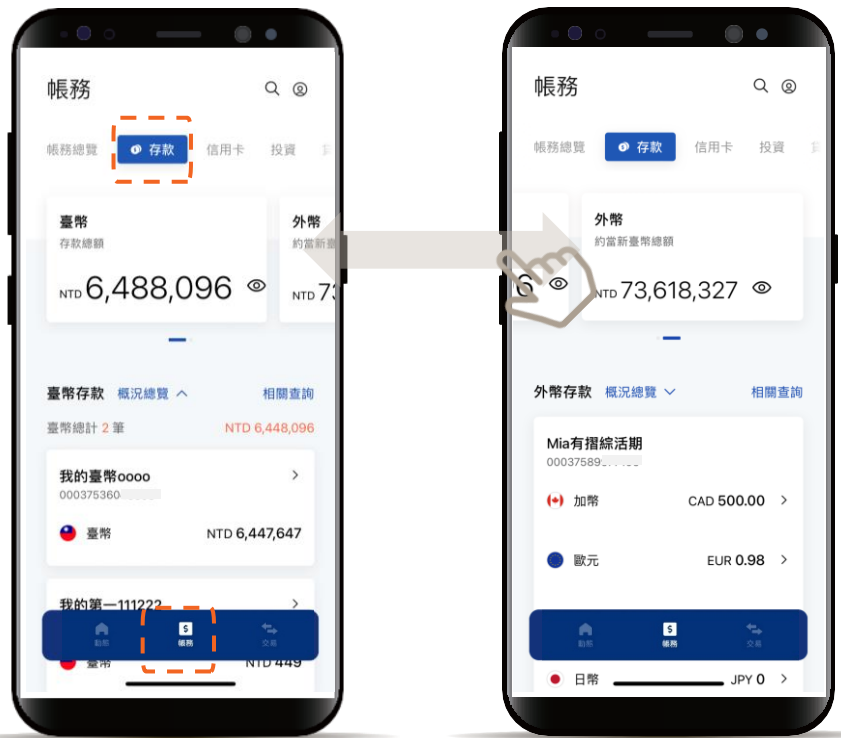 帳務
帳務總覽 存款 信用卡 投資
臺幣 外幣
存款總額 約當新臺
NTD 6,488,096 NTD 73
臺幣存款 概況總覽 相關查詢
臺幣總計 2 筆 NTD 6,448,096
我的臺幣oooo
000375360
臺幣 NTD 6,447,647
我的第一111222
動態 帳務 交易
臺幣 NTD 449
帳務
帳務總覽 存款 信用卡 投資
外幣
約當新臺幣總額
6 NTD 73,618,327
外幣存款 概況總覽 相關查詢
Mia有摺綜活期
00037589
加幣 CAD 500.00
歐元 EUR 0.98
動態 帳務 交易
日幣 JPY 0